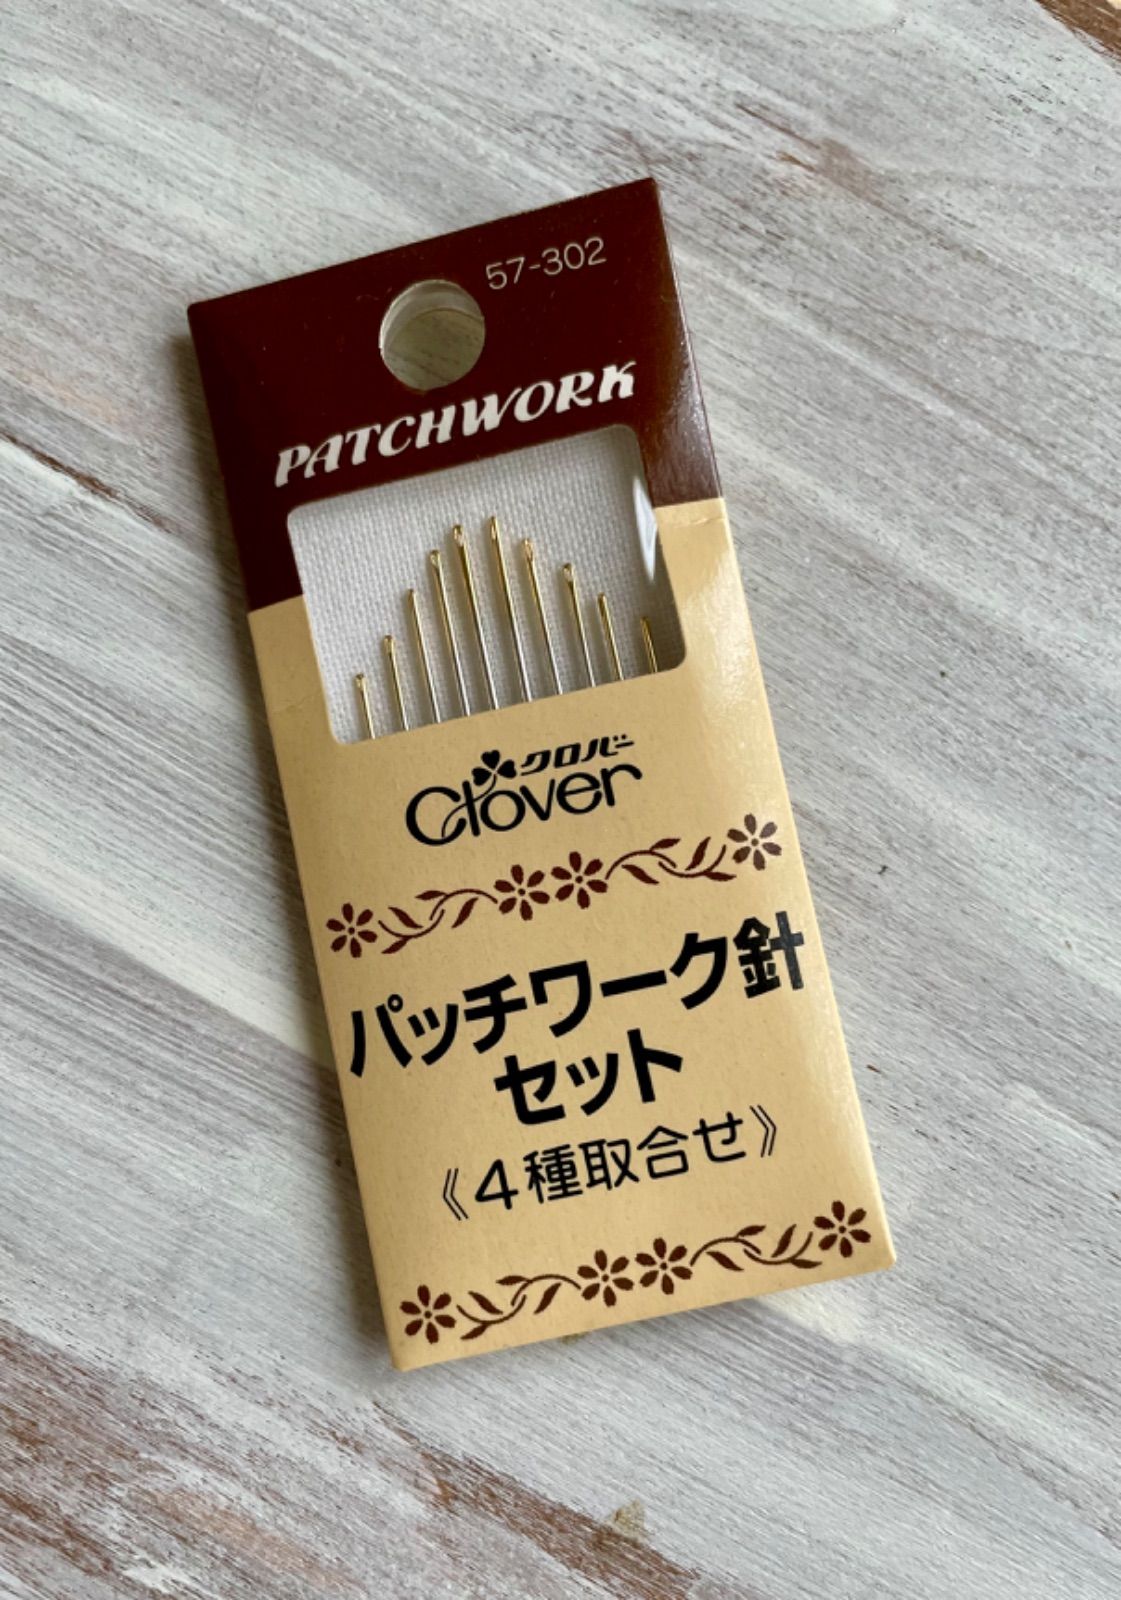 57-302
PATCHWORK
クロバー
Clover
パッチワーク針
セット
《4種取合せ》